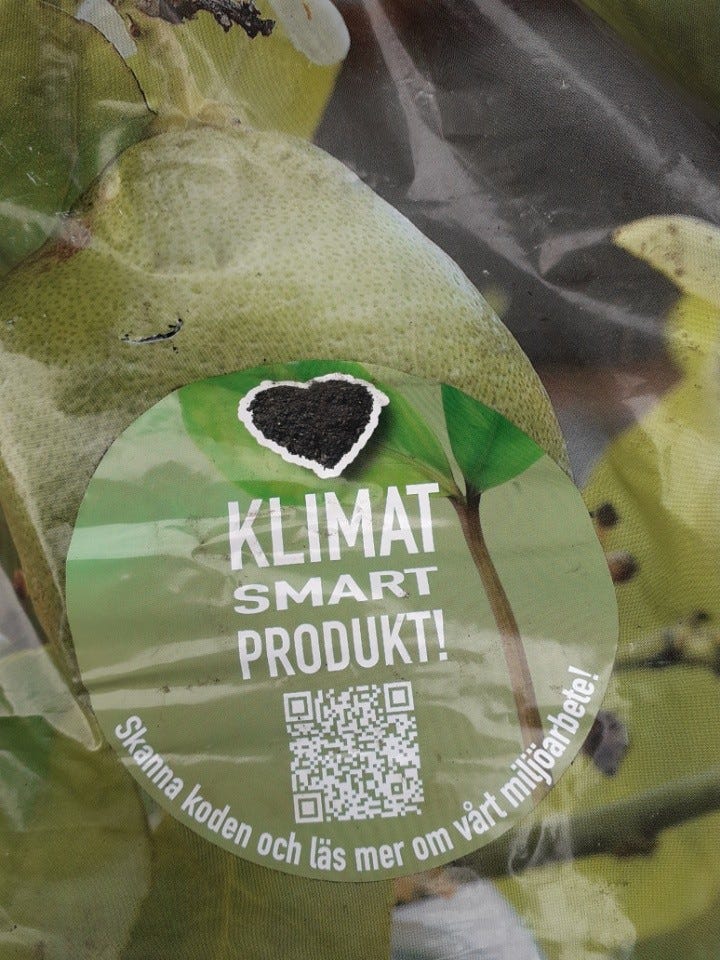 KLIMAT
SMART
PRODUKT!
Skanna koden och läs mer om vårt miljöarbete!